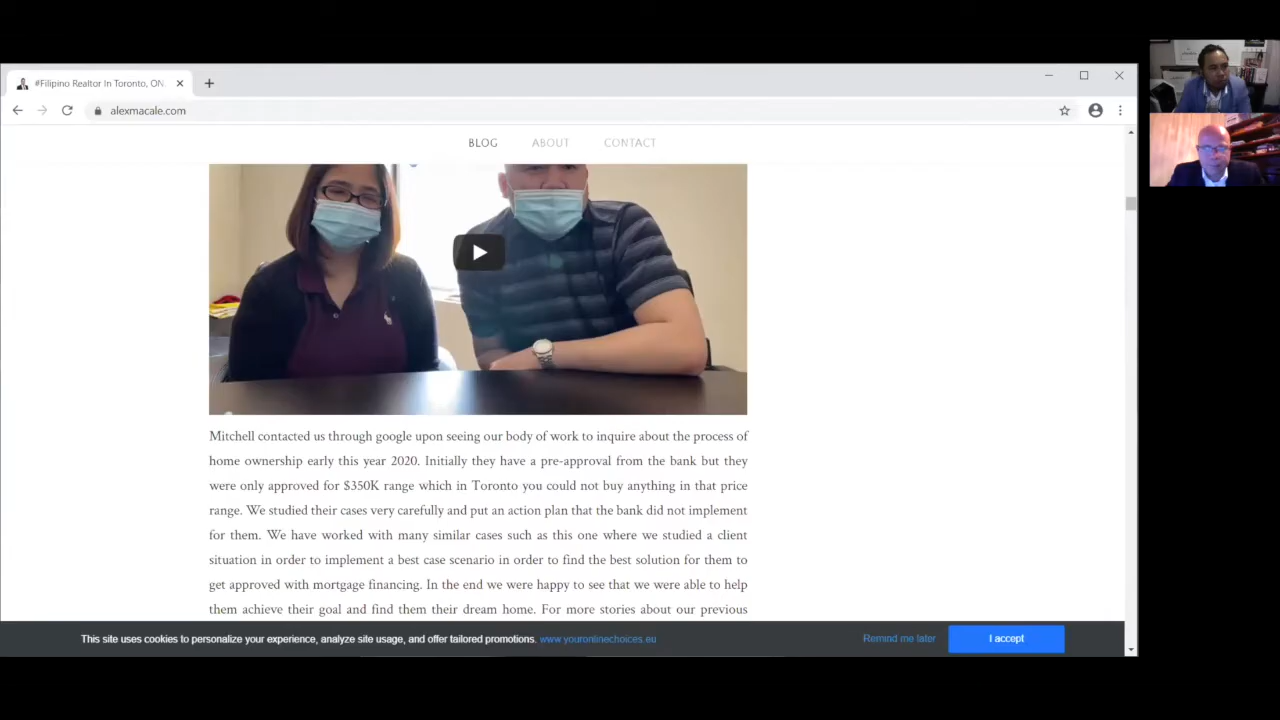 #Filipino Realtor In Toronto, ON
alexmacale.com
BLOG ABOUT CONTACT
Mitchell contacted us through google upon seeing our body of work to inquire about the process of
home ownership early this year 2020. Initially they have a pre-approval from the bank but they
were only approved for $350K range which in Toronto you could not buy anything in that price
range. We studied their cases very carefully and put an action plan that the bank did not implement
for them. We have worked with many similar cases such as this one where we studied a client
situation in order to implement a best case scenario in order to find the best solution for them to
get approved with mortgage financing. In the end we were happy to see that we were able to help
them achieve their goal and find them their dream home. For more stories about our previous
This site uses cookies to personalize your experience, analyze site usage, and offer tailored promotions. www.youronlinechoices.eu
Remind me later
I accept